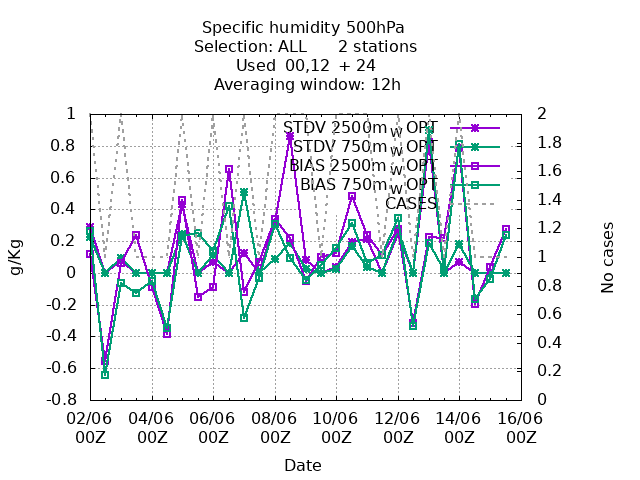 Specific humidity 500hPa
Selection: ALL 2 stations
Used 00,12 + 24
Averaging window: 12h
1 2
STDV 2500m_W_OPT
0.8 1.8
STDV 750m_W_OPT
0.6 1.6
BIAS 2500m_W_OPT
BIAS 750m_W_OPT
0.4 1.4
CASES
0.2 1.2
0 1
-0.2 0.8
-0.4 0.6
-0.6 0.4
0.2
-0.8 0
g/Kg
No cases
02/06 04/06 06/06 08/06 10/06 12/06 14/06 16/06
00Z 00Z 00Z 00Z 00Z 00Z 00Z 00Z
Date